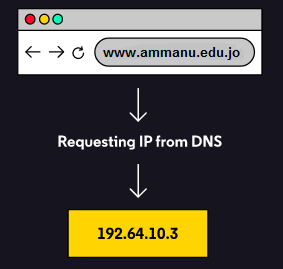 www.ammanu.edu.jo
Requesting IP from DNS
192.64.10.3